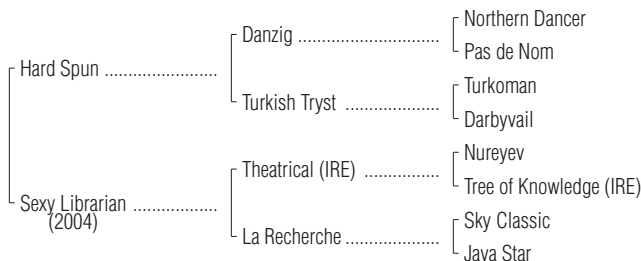 Northern Dancer
Danzig ........................................
Pas de Nom
Hard Spun ................................
Turkoman
Turkish Tryst ..........................
Darbyvail
Nureyev
Theatrical (IRE) .....................
Tree of Knowledge (IRE)
Sexy Librarian ........................
(2004)
Sky Classic
La Recherche ..........................
Java Star